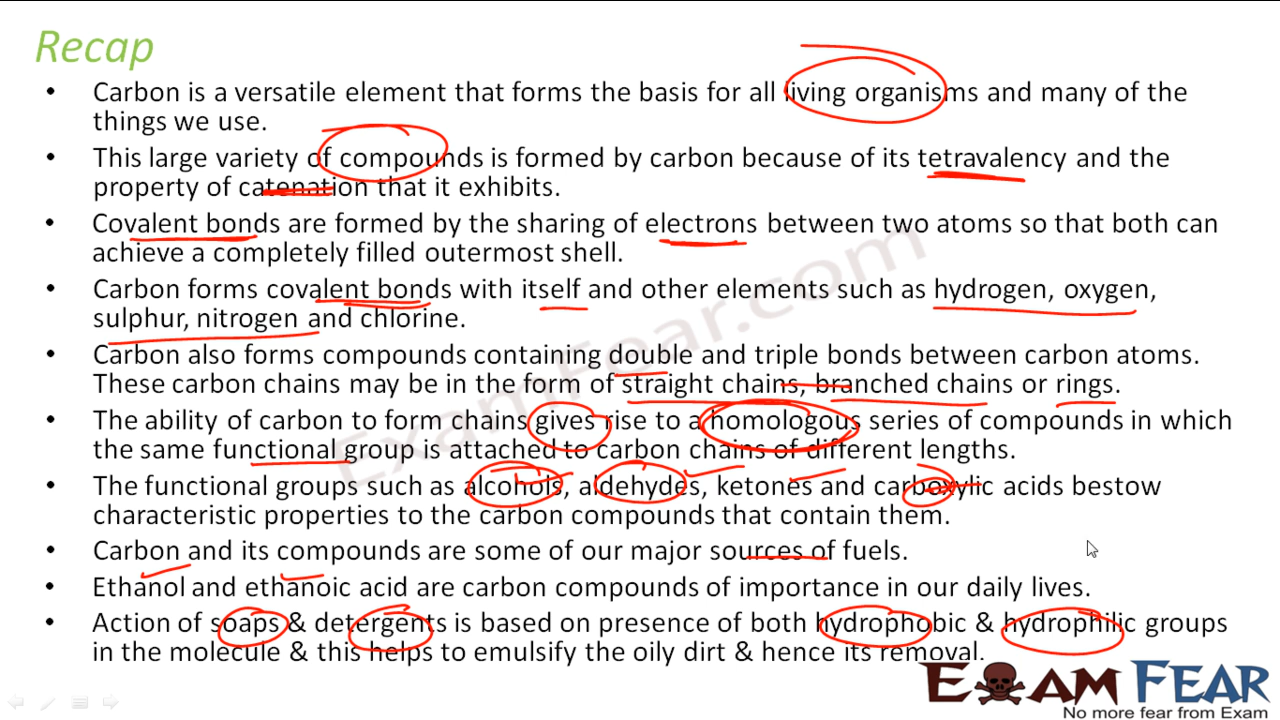 Recap
• Carbon is a versatile element that forms the basis for all living organisms and many of the
things we use.
• This large variety of compounds is formed by carbon because of its tetravalency and the
property of catenation that it exhibits.
• Covalent bonds are formed by the sharing of electrons between two atoms so that both can
achieve a completely filled outermost shell.
• Carbon forms covalent bonds with itself and other elements such as hydrogen, oxygen,
sulphur, nitrogen and chlorine.
• Carbon also forms compounds containing double and triple bonds between carbon atoms.
These carbon chains may be in the form of straight chains, branched chains or rings.
• The ability of carbon to form chains gives rise to a homologous series of compounds in which
the same functional group is attached to carbon chains of different lengths.
• The functional groups such as alcohols, aldehydes, ketones and carboxylic acids bestow
characteristic properties to the carbon compounds that contain them.
• Carbon and its compounds are some of our major sources of fuels.
• Ethanol and ethanoic acid are carbon compounds of importance in our daily lives.
• Action of soaps & detergents is based on presence of both hydrophobic & hydrophilic groups
in the molecule & this helps to emulsify the oily dirt & hence its removal.
ExamFear.com
EXAM FEAR
No more fear from Exam